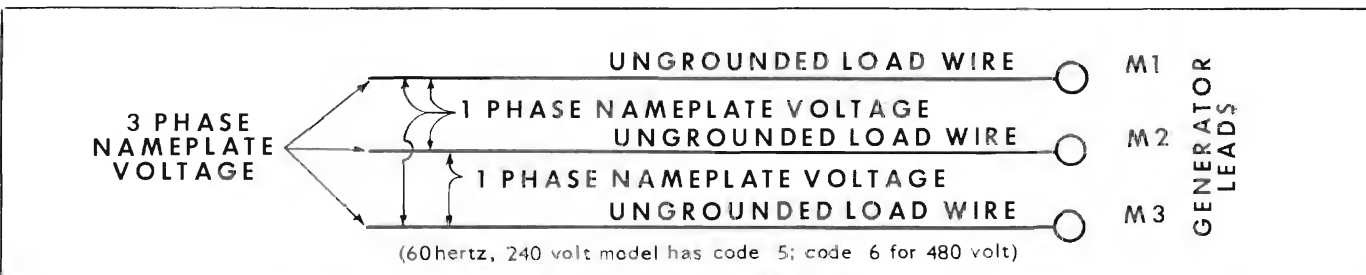 UNGROUNDED LOAD WIRE M1
1 PHASE NAMEPLATE VOLTAGE
3 PHASE
NAMEPLATE
VOLTAGE
UNGROUNDED LOAD WIRE M2
1 PHASE NAMEPLATE VOLTAGE
UNGROUNDED LOAD WIRE M3
GENERATOR
LEADS
(60hertz, 240 volt model has code 5; code 6 for 480 volt)